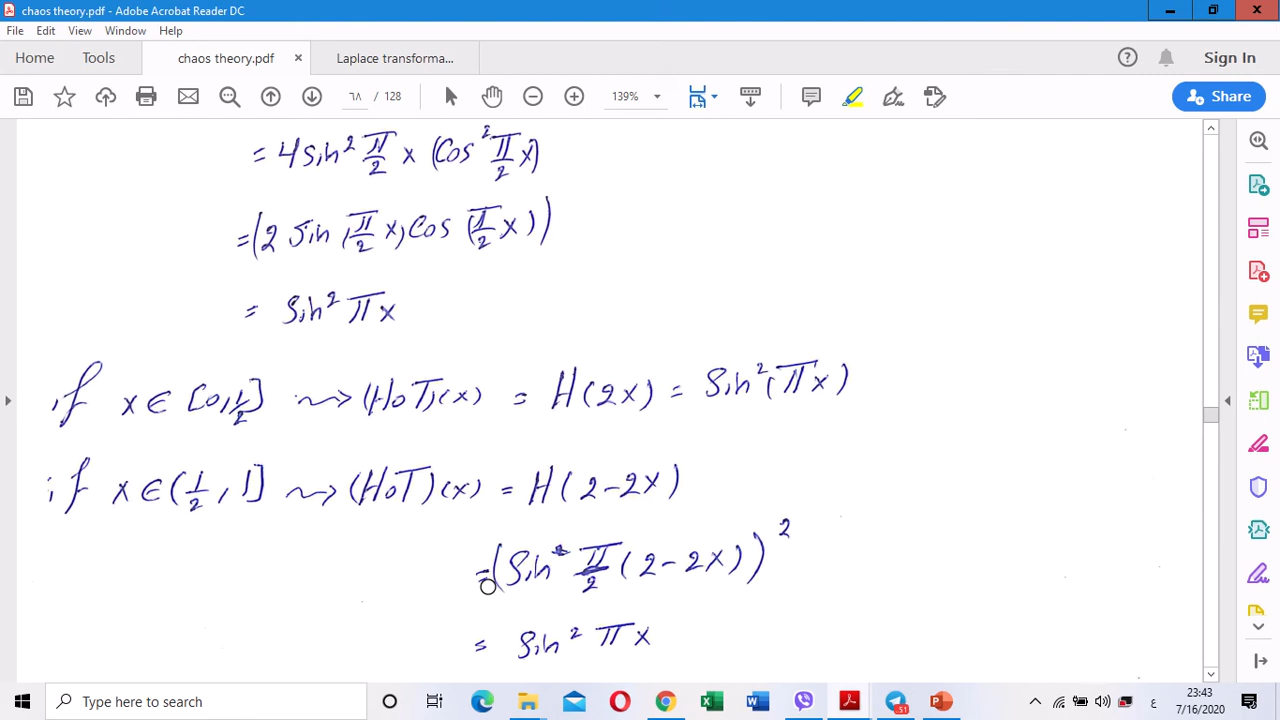 chaos theory.pdf - Adobe Acrobat Reader DC
File Edit View Window Help
Home Tools chaos theory.pdf × Laplace transforma... Sign In
٦٨ / 128 139% Share
= 4 Sin² π/2 x (Cos² π/2 x)
= (2 Sin (π/2 x) Cos (π/2 x))
= Sin² πx
if x ∈ [0, 1/2] ⇝ (HoT)(x) = H(2x) = Sin²(πx)
if x ∈ (1/2, 1] ⇝ (HoT)(x) = H(2-2x)
= (Sin π/2 (2-2x))²
= Sin² πx
Type here to search
51
ع
23:43
7/16/2020